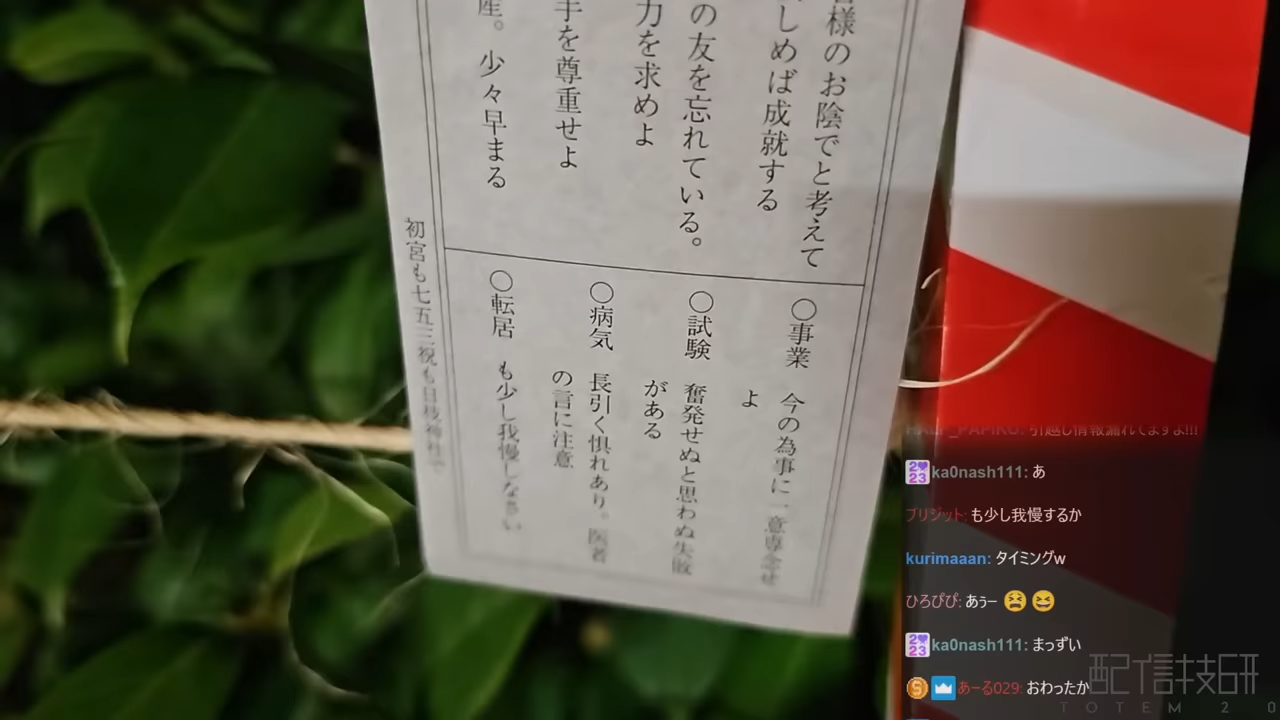 様のお陰でと考えて
しめば成就する
の友を忘れている。
力を求めよ
手を尊重せよ
産。少々早まる
○事業 今の為事に一意専念せ
よ
○試験 奮発せぬと思わぬ失敗
がある
○病気 長引く惧れあり。医者
の言に注意
○転居 も少し我慢しなさい
初宮も七五三祝も日枝神社で
HALF_PAPIKO: 引越し情報漏れてますよ!!!
2023 ka0nash111: あ
ブリジット: も少し我慢するか
kurimaaan: タイミングw
ひろぴぴ: あぅー 😫 😆
2023 ka0nash111: まっずい
S あーる029: おわったか
配信技研
TOTEM 2.0